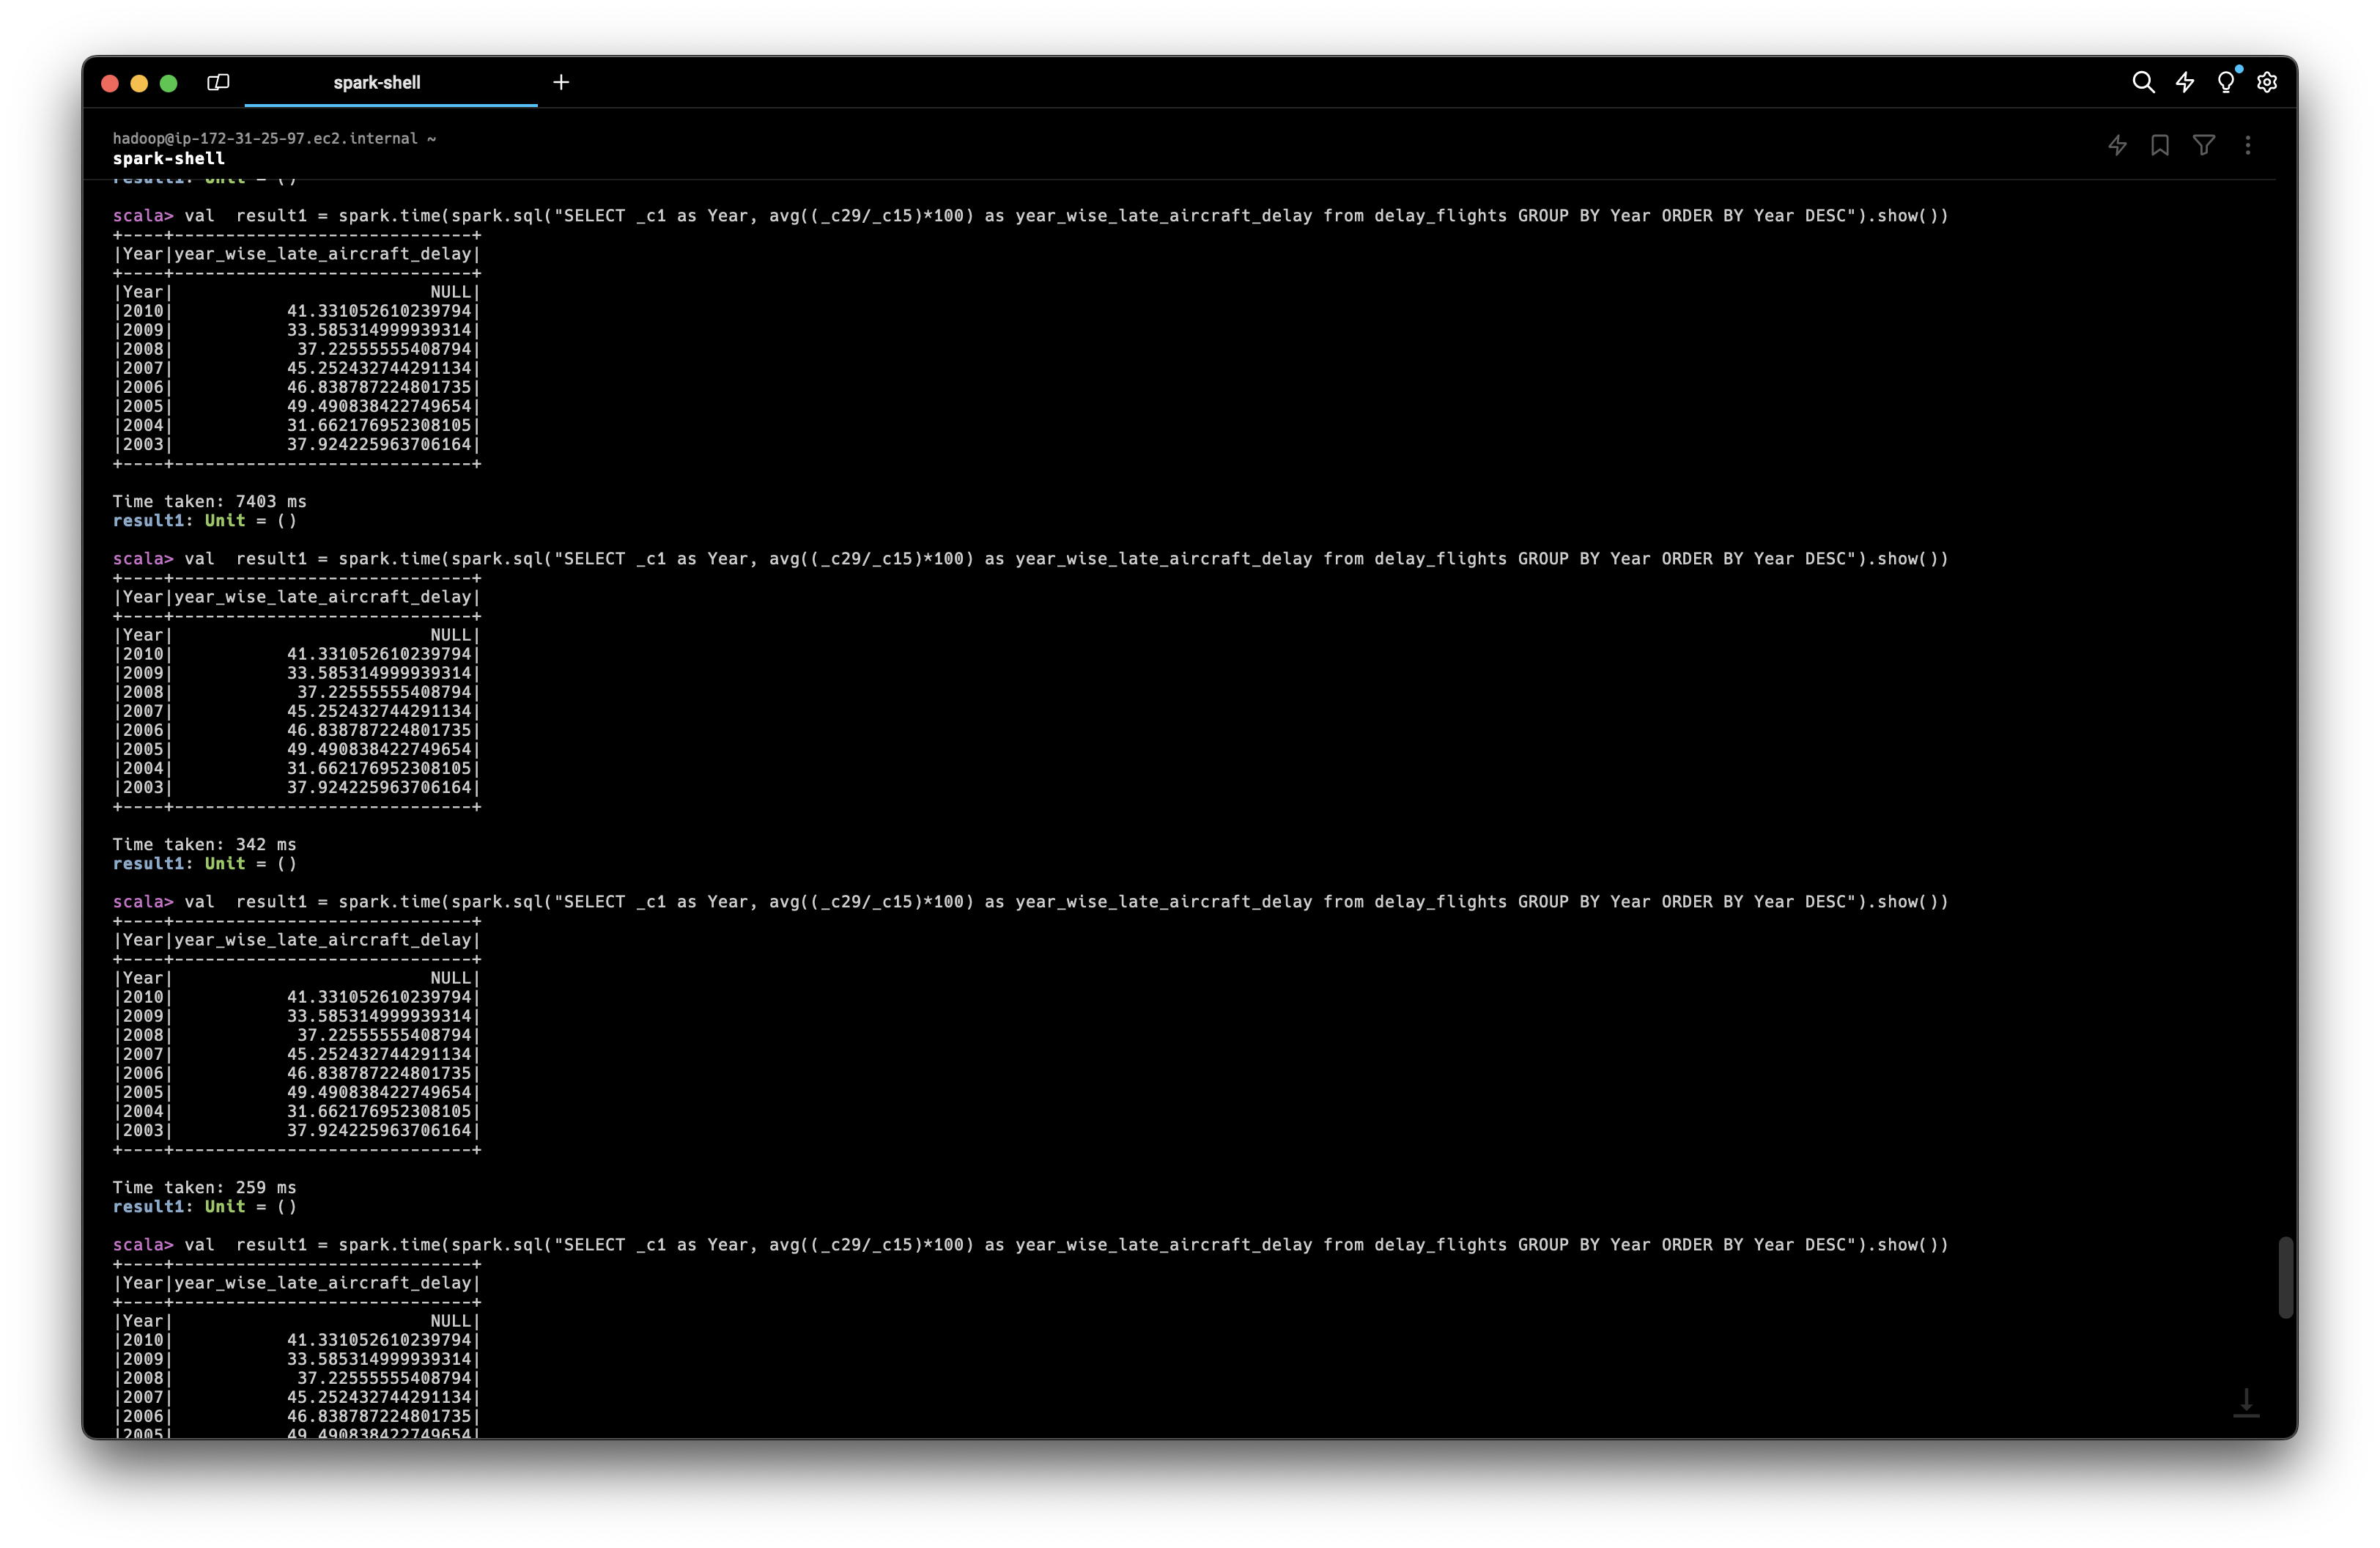 spark-shell
hadoop@ip-172-31-25-97.ec2.internal ~
spark-shell
result1: Unit = ()
scala> val  result1 = spark.time(spark.sql("SELECT _c1 as Year, avg((_c29/_c15)*100) as year_wise_late_aircraft_delay from delay_flights GROUP BY Year ORDER BY Year DESC").show())
+----+-----------------------------+
|Year|year_wise_late_aircraft_delay|
+----+-----------------------------+
|Year|                         NULL|
|2010|           41.331052610239794|
|2009|           33.585314999939314|
|2008|            37.22555555408794|
|2007|           45.252432744291134|
|2006|           46.838787224801735|
|2005|           49.490838422749654|
|2004|           31.662176952308105|
|2003|           37.924225963706164|
+----+-----------------------------+
Time taken: 7403 ms
result1: Unit = ()
scala> val  result1 = spark.time(spark.sql("SELECT _c1 as Year, avg((_c29/_c15)*100) as year_wise_late_aircraft_delay from delay_flights GROUP BY Year ORDER BY Year DESC").show())
+----+-----------------------------+
|Year|year_wise_late_aircraft_delay|
+----+-----------------------------+
|Year|                         NULL|
|2010|           41.331052610239794|
|2009|           33.585314999939314|
|2008|            37.22555555408794|
|2007|           45.252432744291134|
|2006|           46.838787224801735|
|2005|           49.490838422749654|
|2004|           31.662176952308105|
|2003|           37.924225963706164|
+----+-----------------------------+
Time taken: 342 ms
result1: Unit = ()
scala> val  result1 = spark.time(spark.sql("SELECT _c1 as Year, avg((_c29/_c15)*100) as year_wise_late_aircraft_delay from delay_flights GROUP BY Year ORDER BY Year DESC").show())
+----+-----------------------------+
|Year|year_wise_late_aircraft_delay|
+----+-----------------------------+
|Year|                         NULL|
|2010|           41.331052610239794|
|2009|           33.585314999939314|
|2008|            37.22555555408794|
|2007|           45.252432744291134|
|2006|           46.838787224801735|
|2005|           49.490838422749654|
|2004|           31.662176952308105|
|2003|           37.924225963706164|
+----+-----------------------------+
Time taken: 259 ms
result1: Unit = ()
scala> val  result1 = spark.time(spark.sql("SELECT _c1 as Year, avg((_c29/_c15)*100) as year_wise_late_aircraft_delay from delay_flights GROUP BY Year ORDER BY Year DESC").show())
+----+-----------------------------+
|Year|year_wise_late_aircraft_delay|
+----+-----------------------------+
|Year|                         NULL|
|2010|           41.331052610239794|
|2009|           33.585314999939314|
|2008|            37.22555555408794|
|2007|           45.252432744291134|
|2006|           46.838787224801735|
|2005|           49.490838422749654|